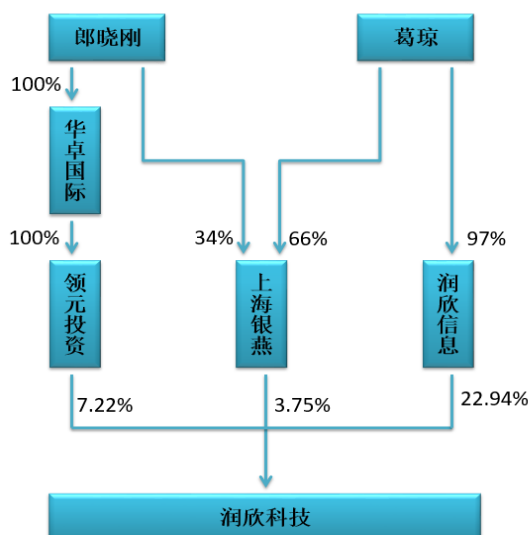 郎晓刚
葛琼
100%
华卓国际
100%
34%
66%
97%
领元投资
上海银燕
润欣信息
7.22%
3.75%
22.94%
润欣科技